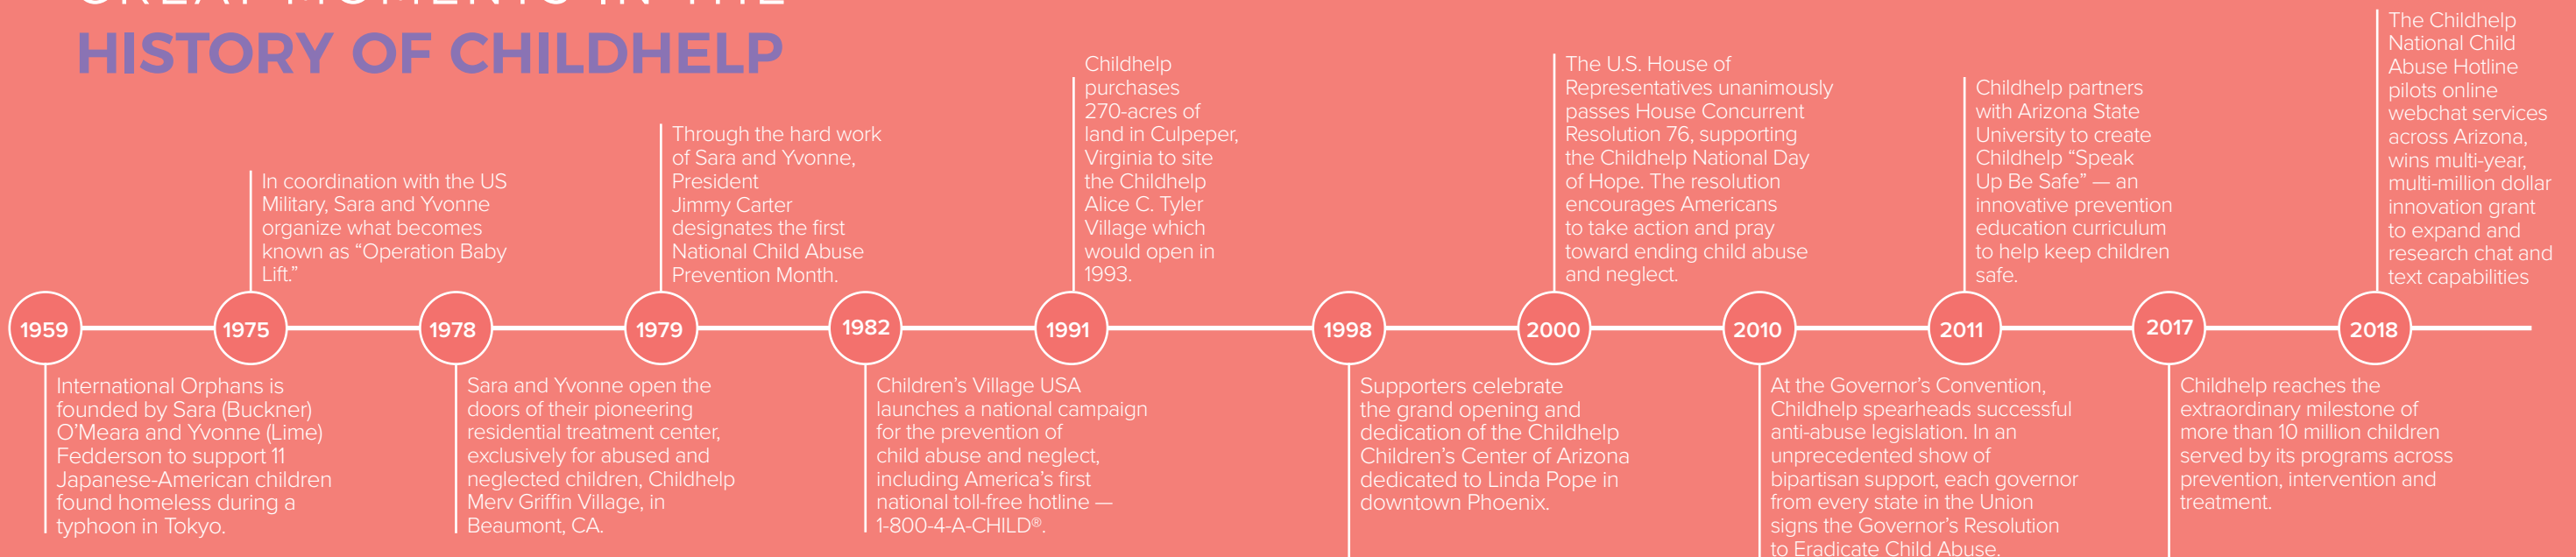 GREAT MOMENTS IN THE
HISTORY OF CHILDHELP
1959
International Orphans is
founded by Sara (Buckner)
O’Meara and Yvonne (Lime)
Fedderson to support 11
Japanese-American children
found homeless during a
typhoon in Tokyo.
1975
In coordination with the US
Military, Sara and Yvonne
organize what becomes
known as “Operation Baby
Lift.”
1978
Sara and Yvonne open the
doors of their pioneering
residential treatment center,
exclusively for abused and
neglected children, Childhelp
Merv Griffin Village, in
Beaumont, CA.
1979
Through the hard work
of Sara and Yvonne,
President
Jimmy Carter
designates the first
National Child Abuse
Prevention Month.
1982
Children’s Village USA
launches a national campaign
for the prevention of
child abuse and neglect,
including America’s first
national toll-free hotline —
1-800-4-A-CHILD®.
1991
Childhelp
purchases
270-acres of
land in Culpeper,
Virginia to site
the Childhelp
Alice C. Tyler
Village which
would open in
1993.
1998
Supporters celebrate
the grand opening and
dedication of the Childhelp
Children’s Center of Arizona
dedicated to Linda Pope in
downtown Phoenix.
2000
The U.S. House of
Representatives unanimously
passes House Concurrent
Resolution 76, supporting
the Childhelp National Day
of Hope. The resolution
encourages Americans
to take action and pray
toward ending child abuse
and neglect.
2010
At the Governor’s Convention,
Childhelp spearheads successful
anti-abuse legislation. In an
unprecedented show of
bipartisan support, each governor
from every state in the Union
signs the Governor’s Resolution
to Eradicate Child Abuse.
2011
Childhelp partners
with Arizona State
University to create
Childhelp “Speak
Up Be Safe” — an
innovative prevention
education curriculum
to help keep children
safe.
2017
Childhelp reaches the
extraordinary milestone of
more than 10 million children
served by its programs across
prevention, intervention and
treatment.
2018
The Childhelp
National Child
Abuse Hotline
pilots online
webchat services
across Arizona,
wins multi-year,
multi-million dollar
innovation grant
to expand and
research chat and
text capabilities